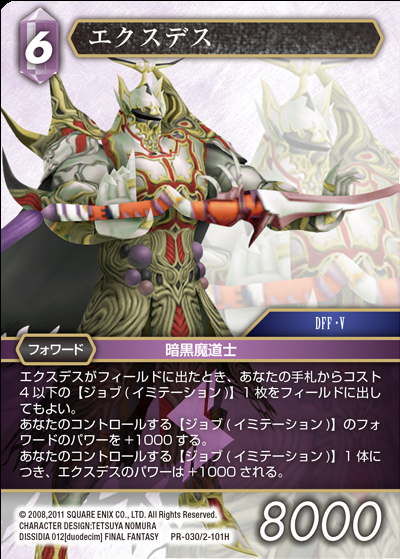 6 エクスデス
DFF・V
フォワード 暗黒魔道士
エクスデスがフィールドに出たとき、あなたの手札からコスト
4以下の【ジョブ(イミテーション)】1枚をフィールドに出し
てもよい。
あなたのコントロールする【ジョブ(イミテーション)】のフォ
ワードのパワーを+1000する。
あなたのコントロールする【ジョブ(イミテーション)】1体に
つき、エクスデスのパワーは+1000される。
© 2008,2011 SQUARE ENIX CO., LTD. All Rights Reserved.
CHARACTER DESIGN:TETSUYA NOMURA
DISSIDIA 012[duodecim] FINAL FANTASY PR-030/2-101H
8000